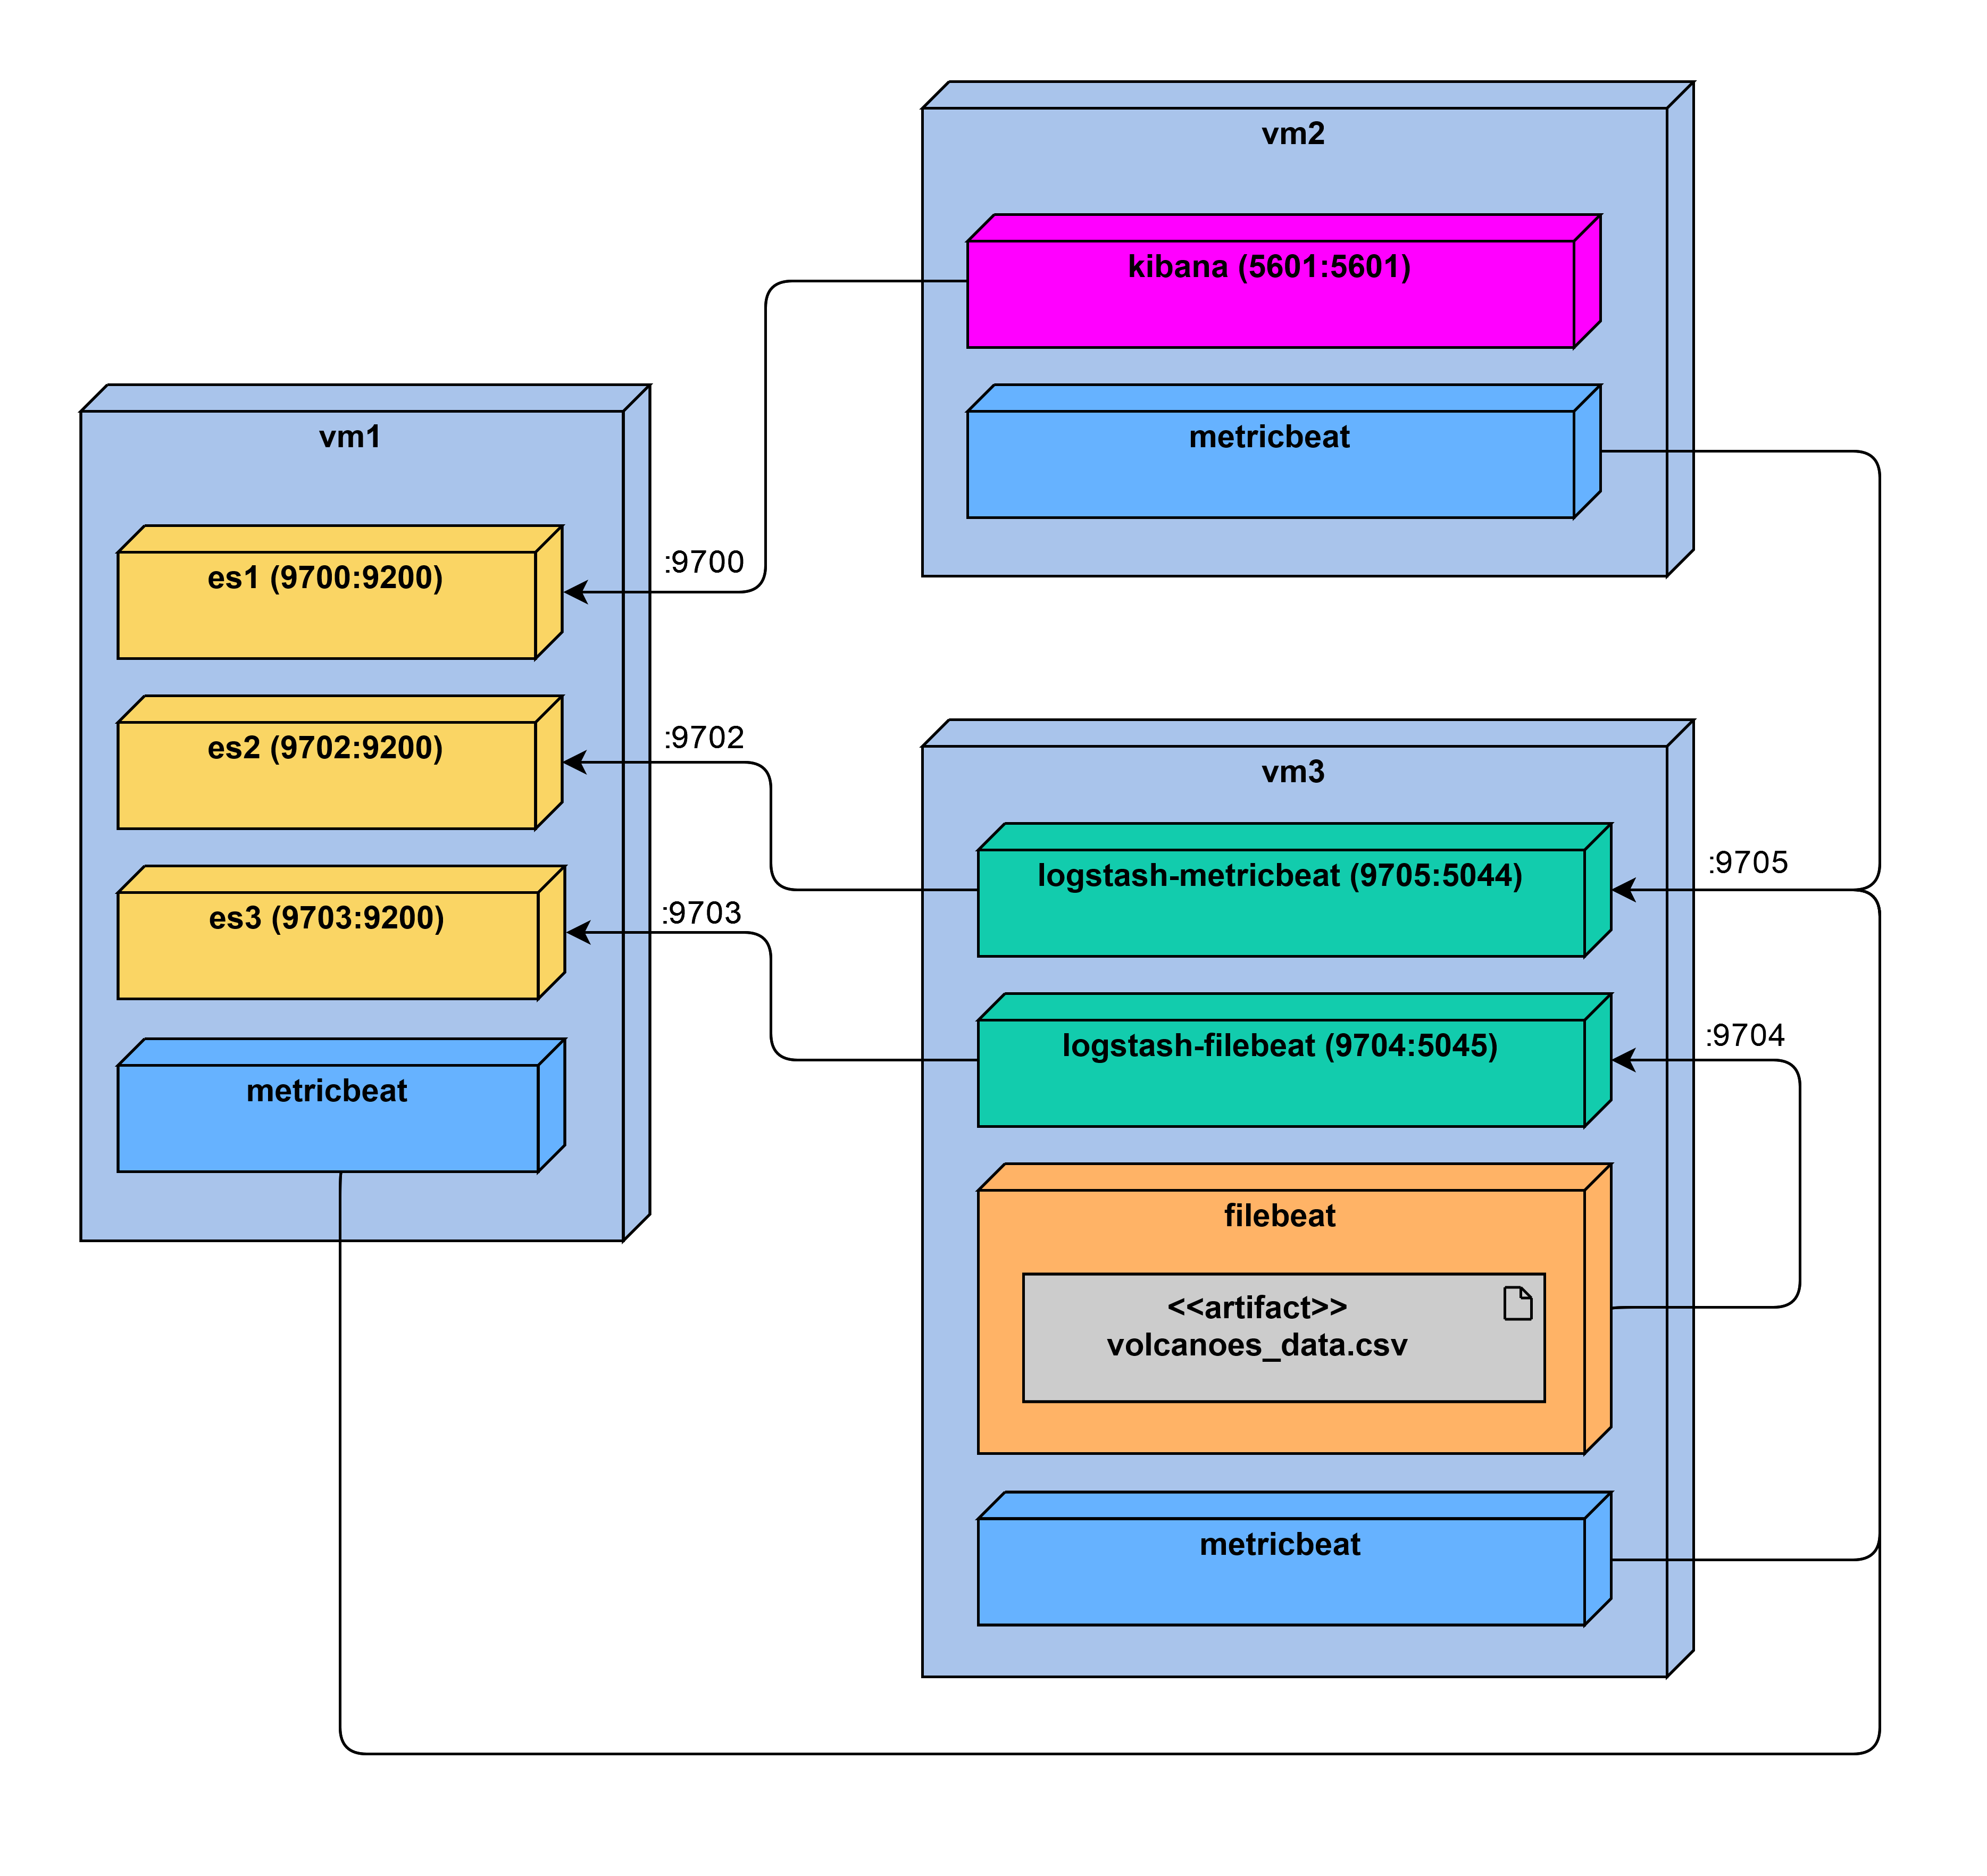 vm2
kibana (5601:5601)
metricbeat
vm1
es1 (9700:9200)
es2 (9702:9200)
es3 (9703:9200)
metricbeat
:9700
:9702
:9703
vm3
logstash-metricbeat (9705:5044)
logstash-filebeat (9704:5045)
filebeat
<<artifact>>
volcanoes_data.csv
metricbeat
:9705
:9704